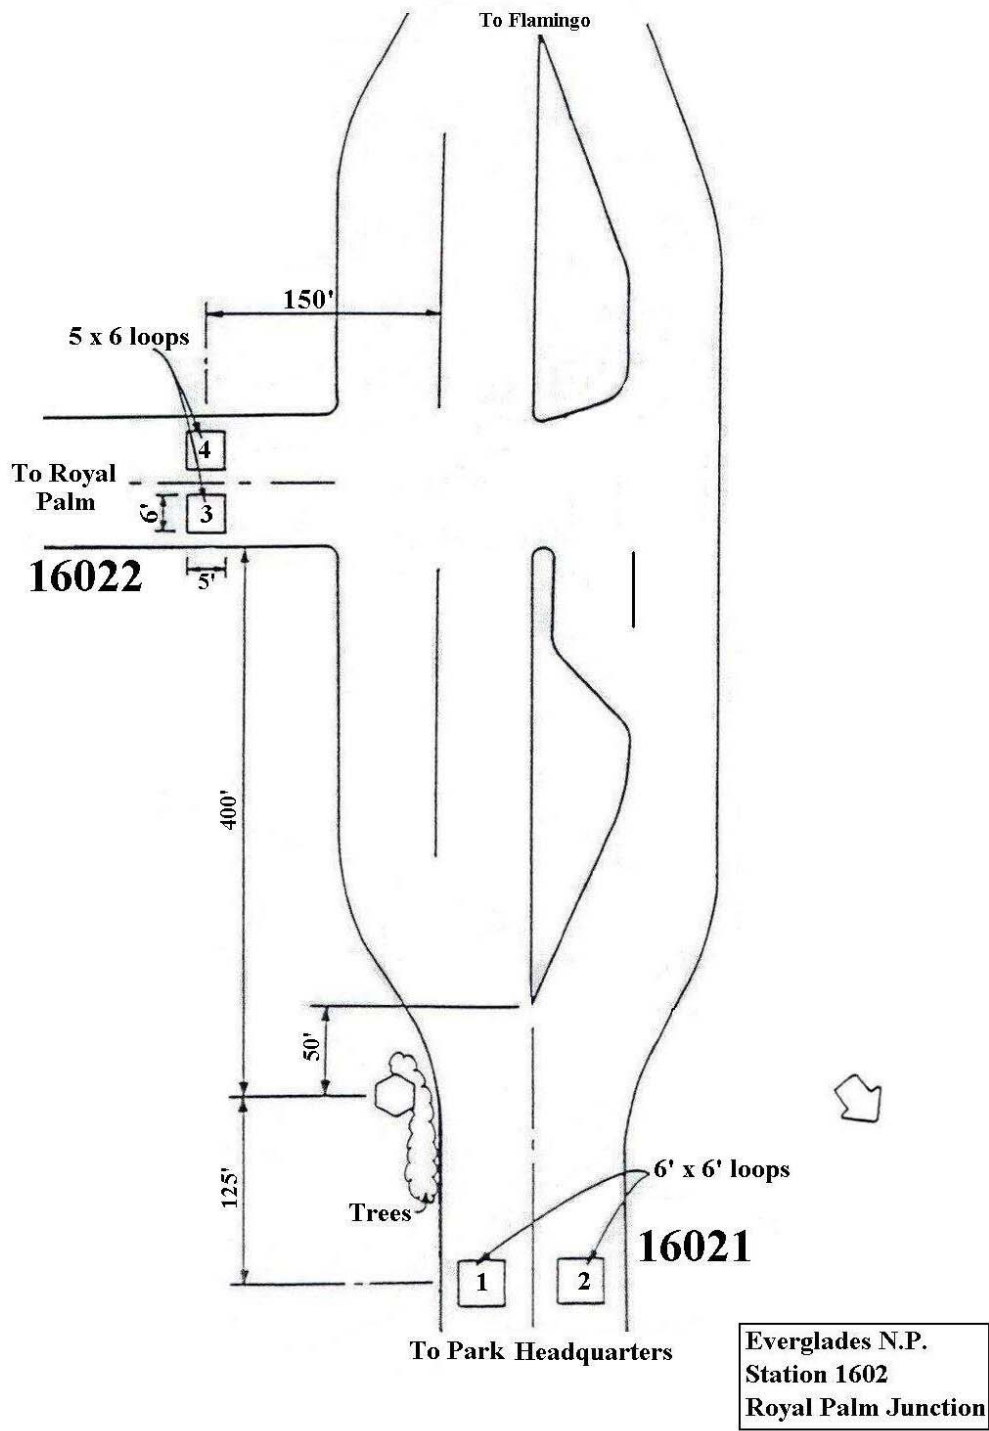 To Flamingo
150'
5 x 6 loops
4
To Royal
Palm
6'
3
16022
5'
400'
50'
125'
6' x 6' loops
Trees
16021
1
2
To Park Headquarters
Everglades N.P.
Station 1602
Royal Palm Junction